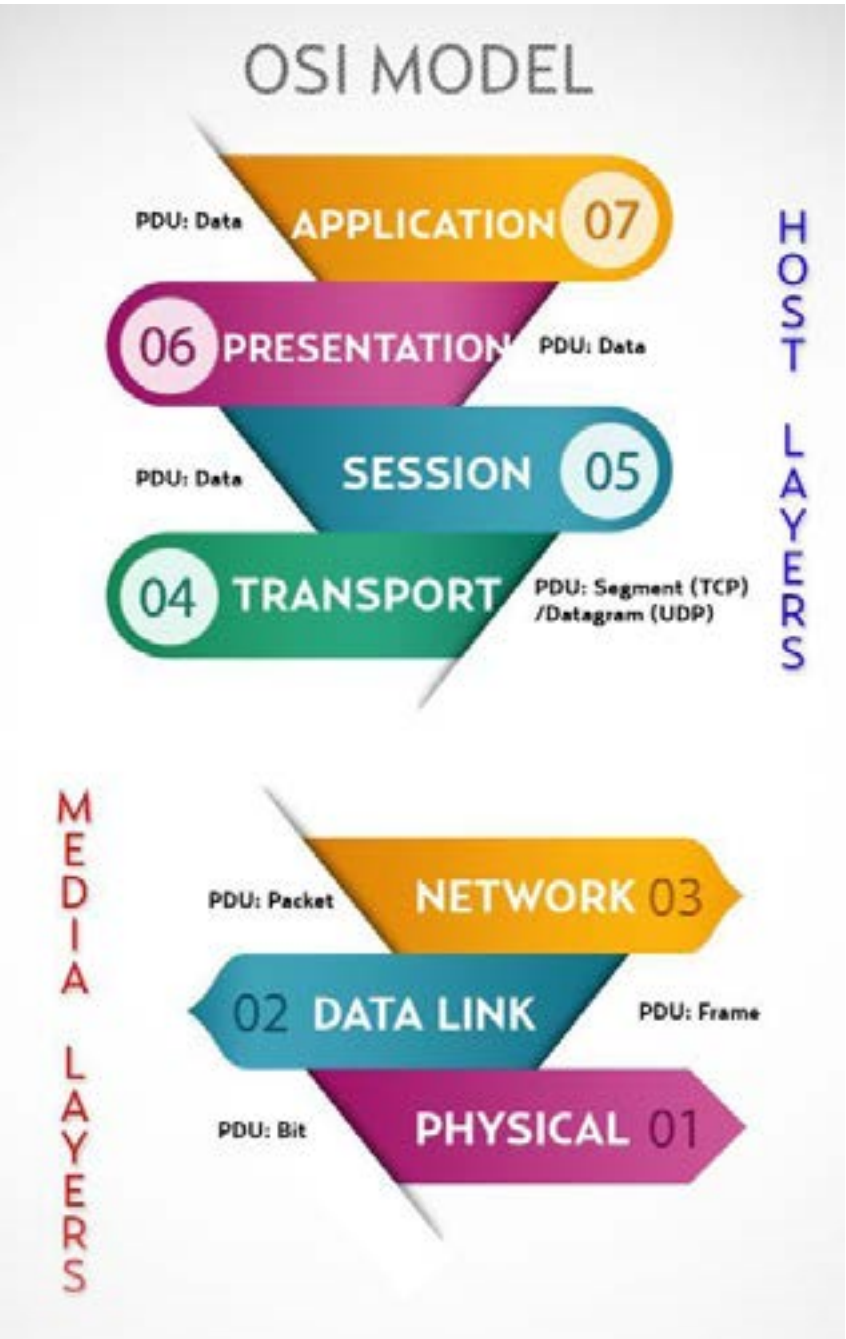 OSI MODEL
PDU: Data
APPLICATION 07
06 PRESENTATION
PDU: Data
PDU: Data
SESSION 05
04 TRANSPORT
PDU: Segment (TCP)
/Datagram (UDP)
HOST LAYERS
MEDIA LAYERS
PDU: Packet
NETWORK 03
02 DATA LINK
PDU: Frame
PDU: Bit
PHYSICAL 01